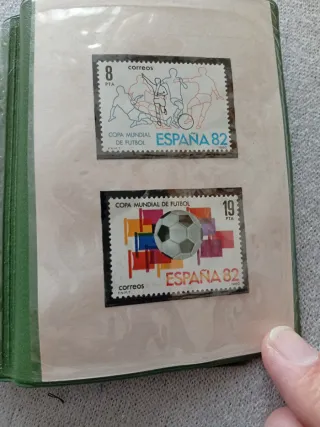 8
PTA
correos
COPA MUNDIAL
DE FUTBOL
ESPAÑA 82
COPA MUNDIAL DE FUTBOL
19
PTA
correos
ESPAÑA 82